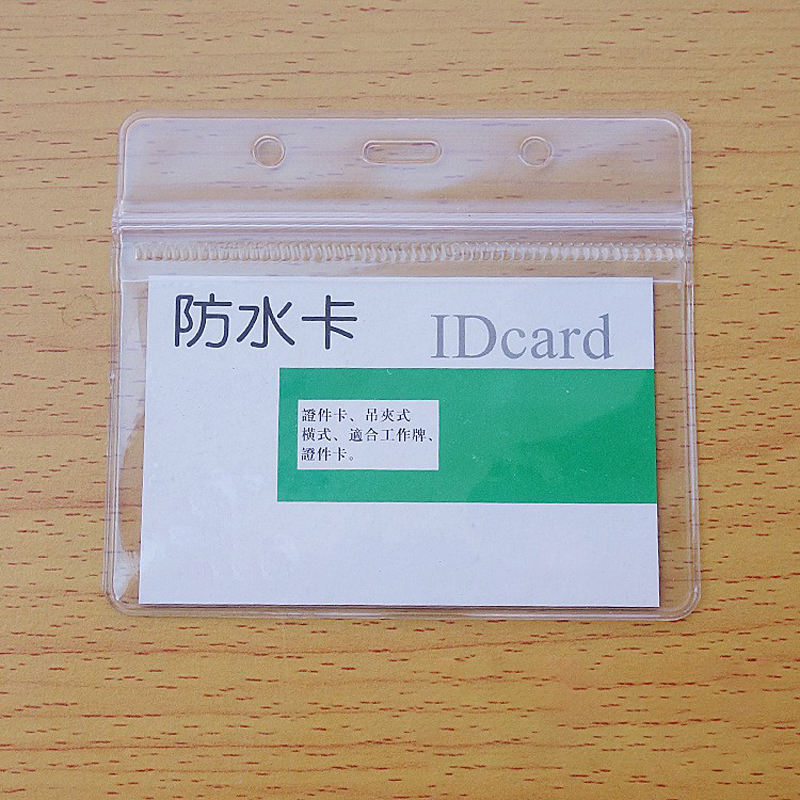 防水卡
IDcard
證件卡、吊夾式
橫式、適合工作牌、
證件卡。